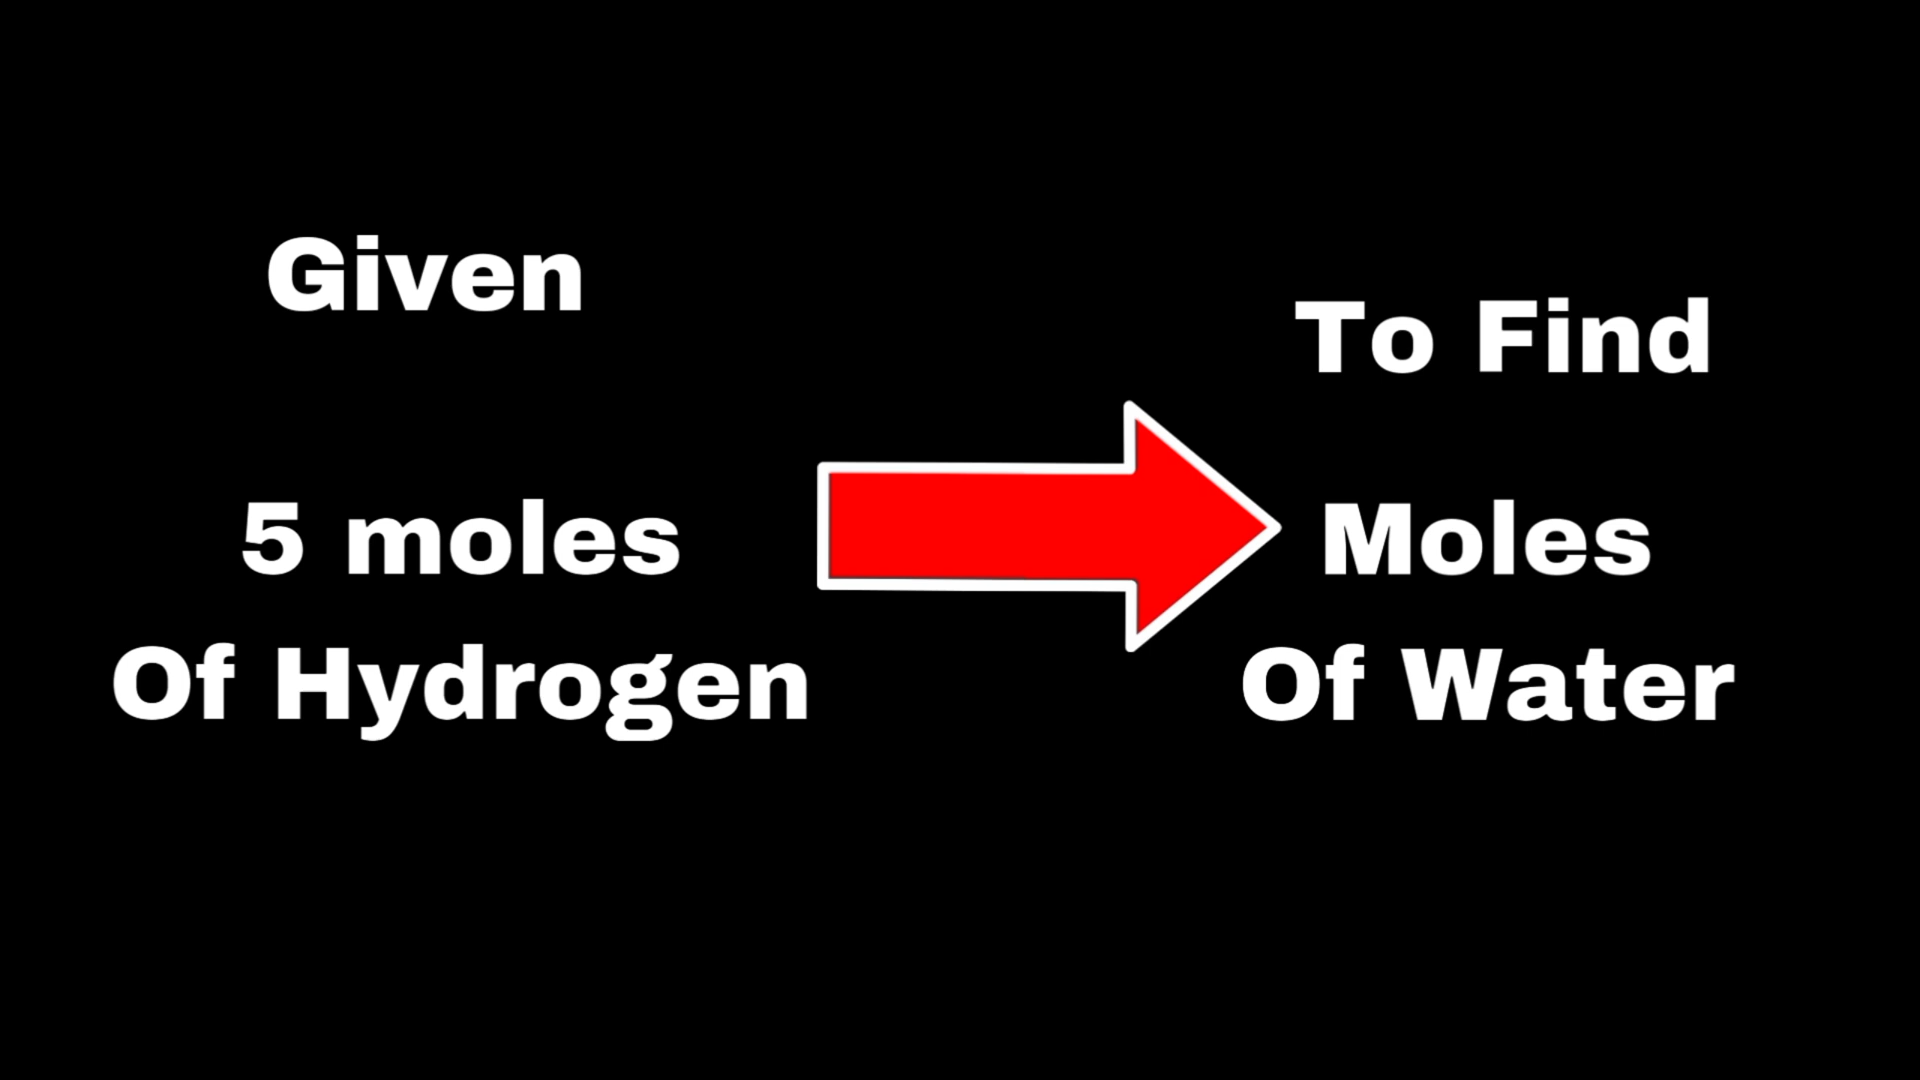 Given
5 moles
Of Hydrogen
To Find
Moles
Of Water